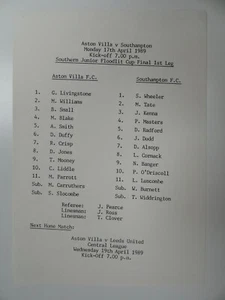 Aston Villa v Southampton
Monday 17th April 1989
Kick-off 7.00 p.m.
Southern Junior Floodlit Cup Final 1st Leg
Aston Villa F.C. Southampton F.C.
1. G. Livingstone 1. S. Wheeler
2. M. Williams 2. M. Tate
3. B. Small 3. J. Kenna
4. M. Blake 4. P. Masters
5. A. Smith 5. D. Radford
6. D. Duffy 6. J. Dodd
7. R. Crisp 7. D. Alsopp
8. D. Jones 8. L. Cormack
9. T. Mooney 9. N. Banger
10. C. Liddle 10. P. O'Driscoll
11. M. Parrott 11. L. Luscombe
Sub. M. Carruthers Sub. W. Burnett
Sub. S. Flocombe Sub. T. Widdrington
Referee: J. Pearce
Linesman: J. Knox
Linesman: T. Clover
Next Home Match:
Aston Villa v Leeds United
Central League
Wednesday 19th April 1989
Kick-Off 7.00 p.m.